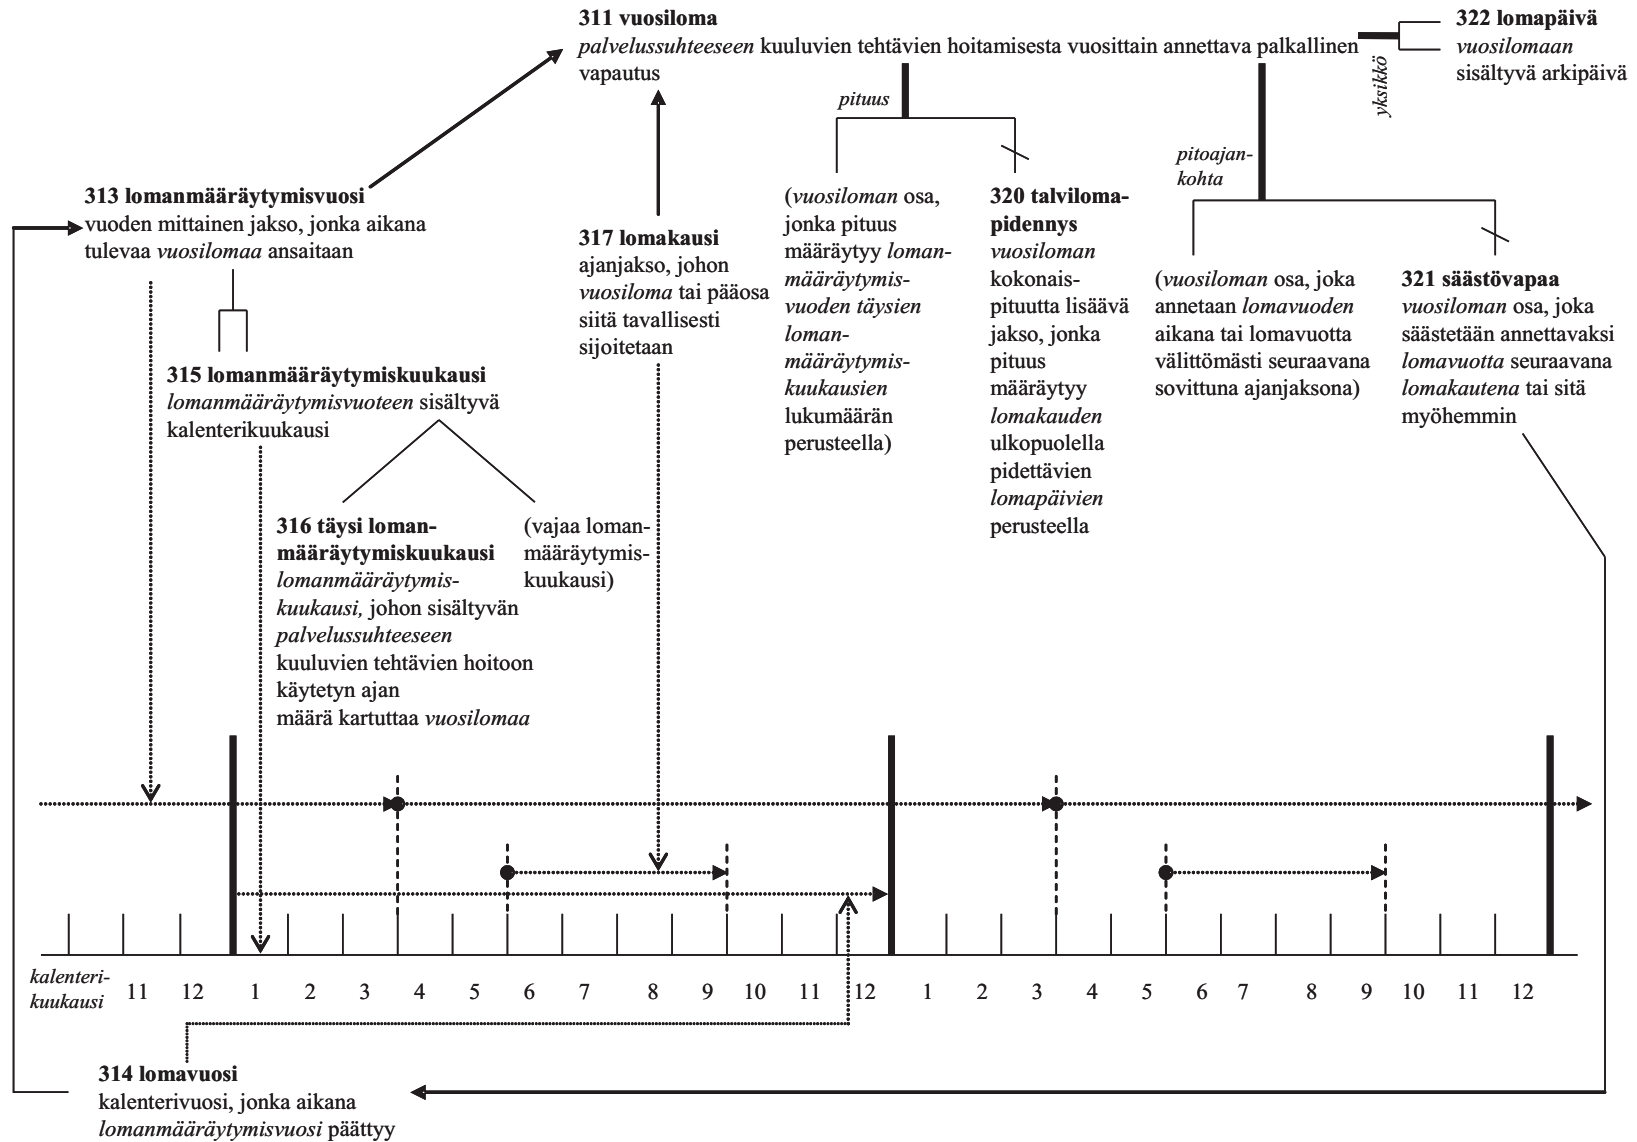 311 vuosiloma
palvelussuhteeseen kuuluvien tehtävien hoitamisesta vuosittain annettava palkallinen
vapautus
322 lomapäivä
vuosilomaan
sisältyvä arkipäivä
yksikkö
pituus
pitoajan-
kohta
313 lomanmääräytymisvuosi
vuoden mittainen jakso, jonka aikana
tulevaa vuosilomaa ansaitaan
317 lomakausi
ajanjakso, johon
vuosiloma tai pääosa
siitä tavallisesti
sijoitetaan
(vuosiloman osa,
jonka pituus
määräytyy loman-
määräytymis-
vuoden täysien
loman-
määräytymis-
kuukausien
lukumäärän
perusteella)
320 talviloma-
pidennys
vuosiloman
kokonais-
pituutta lisäävä
jakso, jonka
pituus
määräytyy
lomakauden
ulkopuolella
pidettävien
lomapäivien
perusteella
(vuosiloman osa, joka
annetaan lomavuoden
aikana tai lomavuotta
välittömästi seuraavana
sovittuna ajanjaksona)
321 säästövapaa
vuosiloman osa, joka
säästetään annettavaksi
lomavuotta seuraavana
lomakautena tai sitä
myöhemmin
315 lomanmääräytymiskuukausi
lomanmääräytymisvuoteen sisältyvä
kalenterikuukausi
316 täysi loman-
määräytymiskuukausi
lomanmääräytymis-
kuukausi, johon sisältyvän
palvelussuhteeseen
kuuluvien tehtävien hoitoon
käytetyn ajan
määrä kartuttaa vuosilomaa
(vajaa loman-
määräytymis-
kuukausi)
kalenteri-
kuukausi
11 12 1 2 3 4 5 6 7 8 9 10 11 12 1 2 3 4 5 6 7 8 9 10 11 12
314 lomavuosi
kalenterivuosi, jonka aikana
lomanmääräytymisvuosi päättyy